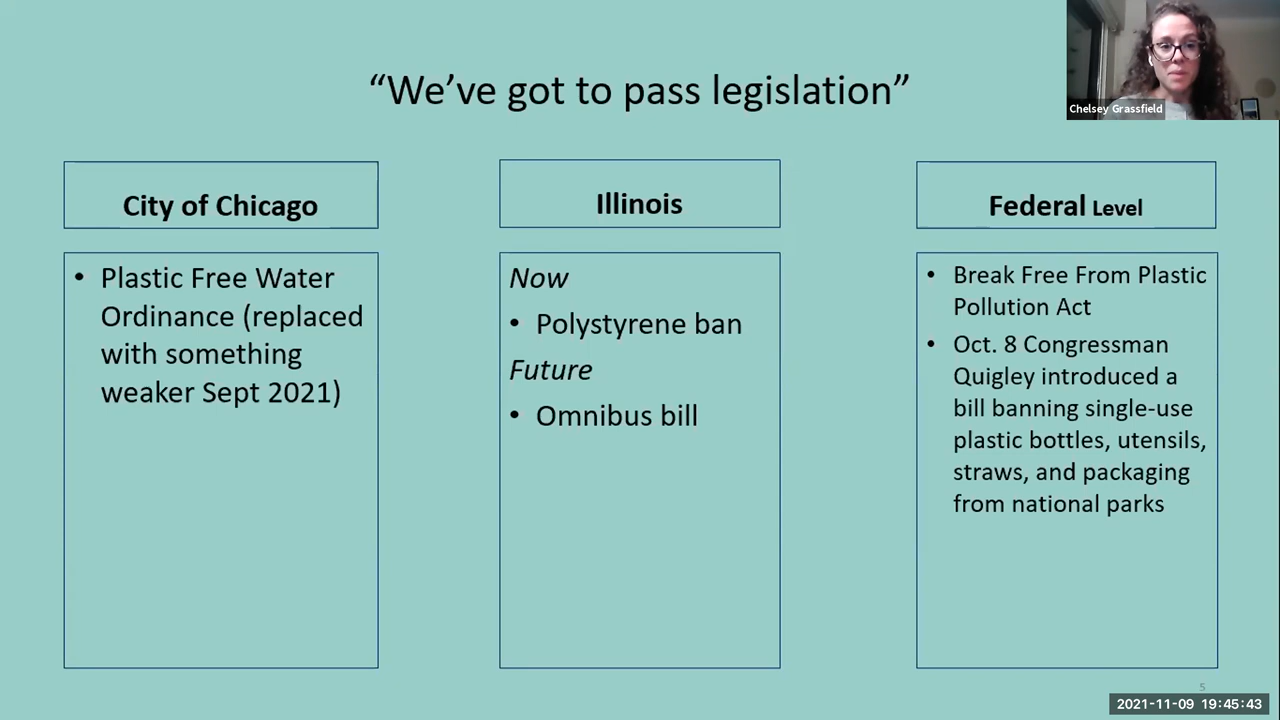 “We’ve got to pass legislation”
Chelsey Grassfield
City of Chicago
• Plastic Free Water
Ordinance (replaced
with something
weaker Sept 2021)
Illinois
Now
• Polystyrene ban
Future
• Omnibus bill
Federal Level
• Break Free From Plastic
Pollution Act
• Oct. 8 Congressman
Quigley introduced a
bill banning single-use
plastic bottles, utensils,
straws, and packaging
from national parks
5
2021-11-09 19:45:43